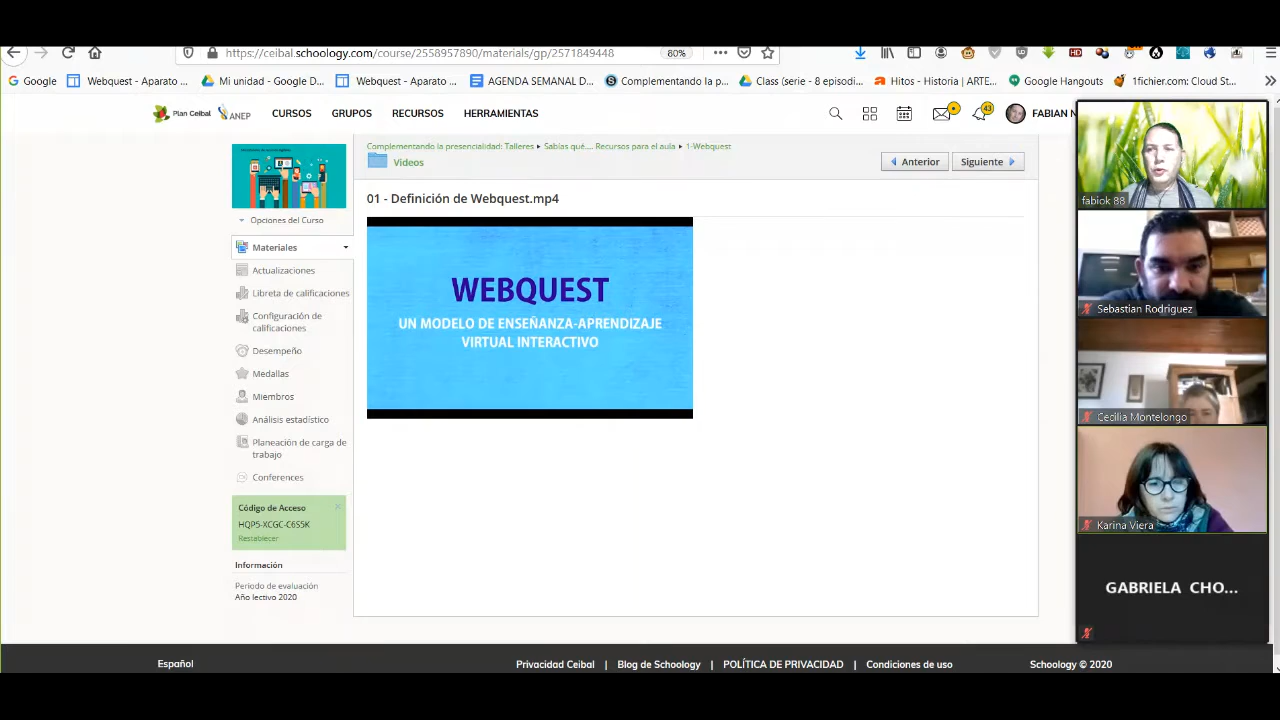 https://ceibal.schoology.com/course/2558957890/materials/gp/2571849448
80%
Google
Webquest - Aparato ...
Mi unidad - Google D...
Webquest - Aparato ...
AGENDA SEMANAL D...
Complementando la p...
Class (serie - 8 episodi...
Hitos - Historia | ARTE...
Google Hangouts
1fichier.com: Cloud St...
Plan Ceibal
ANEP
CURSOS
GRUPOS
RECURSOS
HERRAMIENTAS
43
FABIAN N
Complementando la presencialidad: Talleres ▸ Sabías qué.... Recursos para el aula ▸ 1-Webquest
Videos
Anterior
Siguiente
01 - Definición de Webquest.mp4
WEBQUEST
UN MODELO DE ENSEÑANZA-APRENDIZAJE
VIRTUAL INTERACTIVO
Opciones del Curso
Materiales
Actualizaciones
Libreta de calificaciones
Configuración de
calificaciones
Desempeño
Medallas
Miembros
Análisis estadístico
Planeación de carga de
trabajo
Conferences
Código de Acceso
HQP5-XCGC-C6S5K
Restablecer
Información
Periodo de evaluación
Año lectivo 2020
fabiok 88
Sebastian Rodriguez
Cecilia Montelongo
Karina Viera
GABRIELA CHO...
Español
Privacidad Ceibal | Blog de Schoology | POLÍTICA DE PRIVACIDAD | Condiciones de uso
Schoology © 2020